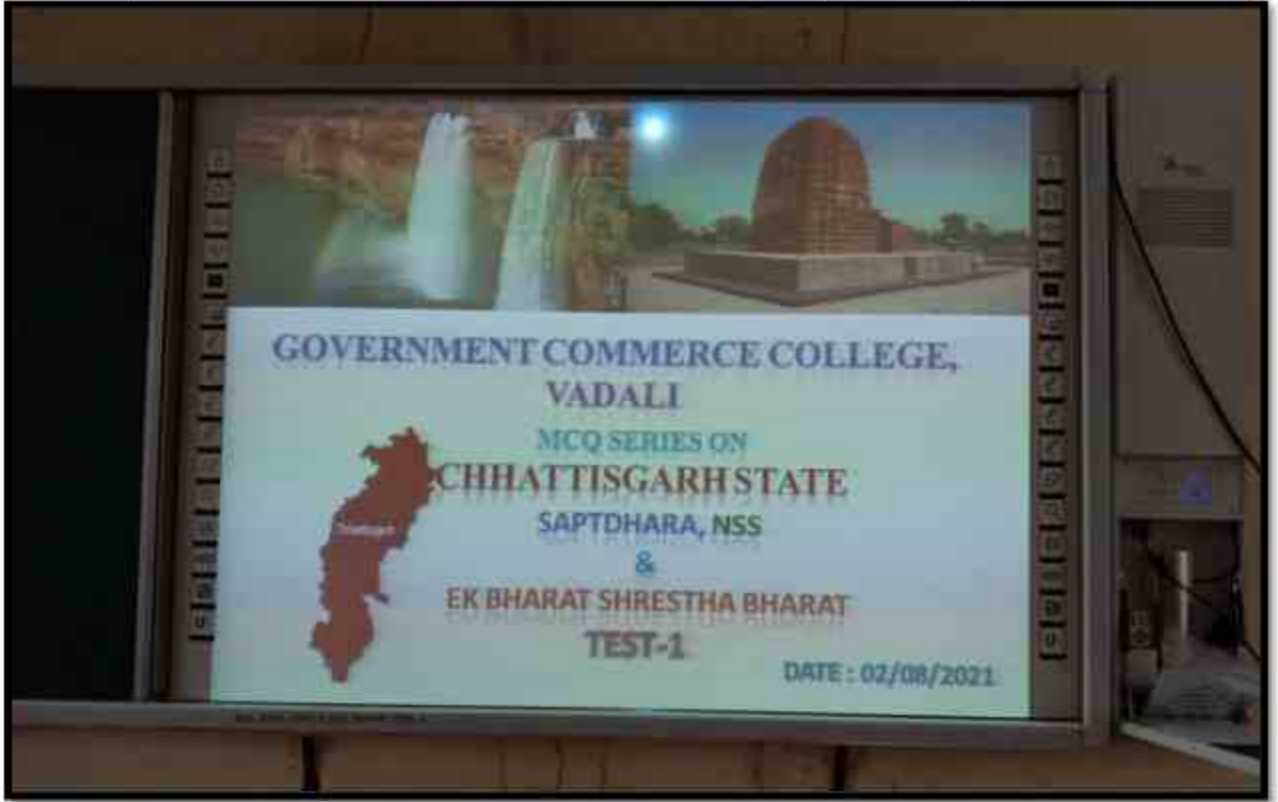 GOVERNMENT COMMERCE COLLEGE,
VADALI
MCQ SERIES ON
CHHATTISGARH STATE
SAPTDHARA, NSS
&
EK BHARAT SHRESTHA BHARAT
TEST-1
DATE : 02/08/2021